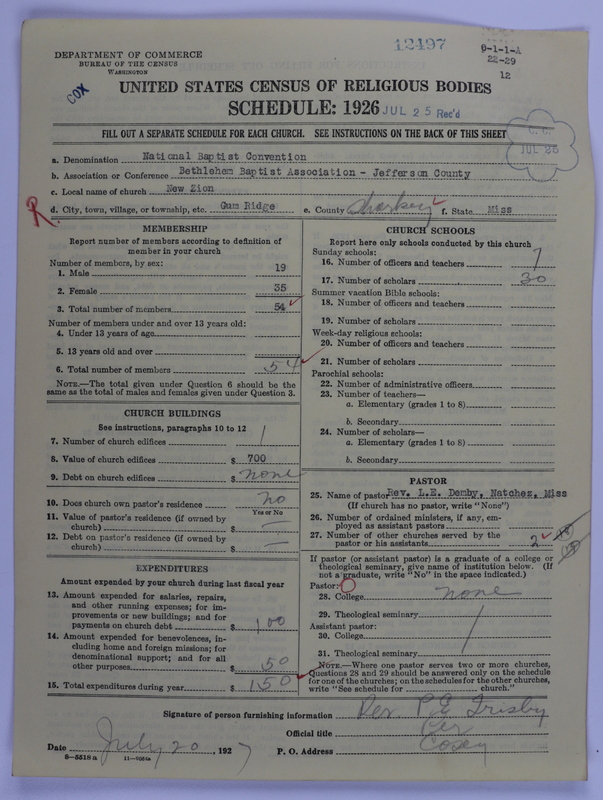 12497
9-1-1-A
22-29
12
DEPARTMENT OF COMMERCE
BUREAU OF THE CENSUS
WASHINGTON
COX
UNITED STATES CENSUS OF RELIGIOUS BODIES
SCHEDULE: 1926 JUL 25 Rec'd
FILL OUT A SEPARATE SCHEDULE FOR EACH CHURCH. SEE INSTRUCTIONS ON THE BACK OF THIS SHEET
JUL 25
a. Denomination National Baptist Convention
b. Association or Conference Bethlehem Baptist Association - Jefferson County
c. Local name of church New Zion
R.
d. City, town, village, or township, etc. Gum Ridge e. County Sharkey f. State Miss
MEMBERSHIP
Report number of members according to definition of
member in your church
Number of members, by sex:
1. Male 19
2. Female 35
3. Total number of members 54
Number of members under and over 13 years old:
4. Under 13 years of age
5. 13 years old and over
6. Total number of members 54
NOTE.—The total given under Question 6 should be the
same as the total of males and females given under Question 3.
CHURCH BUILDINGS
See instructions, paragraphs 10 to 12
7. Number of church edifices 1
8. Value of church edifices $ 700
9. Debt on church edifices $ none
10. Does church own pastor's residence no
Yes or No
11. Value of pastor's residence (if owned by
church) $ —
12. Debt on pastor's residence (if owned by
church) $ —
EXPENDITURES
Amount expended by your church during last fiscal year
13. Amount expended for salaries, repairs,
and other running expenses; for im-
provements or new buildings; and for
payments on church debt $ 100
14. Amount expended for benevolences, in-
cluding home and foreign missions; for
denominational support; and for all
other purposes $ 50
15. Total expenditures during year $ 150
CHURCH SCHOOLS
Report here only schools conducted by this church
Sunday schools:
16. Number of officers and teachers 7
17. Number of scholars 30
Summer vacation Bible schools:
18. Number of officers and teachers
19. Number of scholars
Week-day religious schools:
20. Number of officers and teachers
21. Number of scholars
Parochial schools:
22. Number of administrative officers
23. Number of teachers—
a. Elementary (grades 1 to 8)
b. Secondary
24. Number of scholars—
a. Elementary (grades 1 to 8)
b. Secondary
PASTOR
25. Name of pastor Rev. L.E. Demby, Natchez, Miss
(If church has no pastor, write "None")
26. Number of ordained ministers, if any, em-
ployed as assistant pastors
27. Number of other churches served by the
pastor or his assistants 2
If pastor (or assistant pastor) is a graduate of a college or
theological seminary, give name of institution below. (If
not a graduate, write "No" in the space indicated.)
Pastor: O
28. College none
29. Theological seminary
Assistant pastor:
30. College
31. Theological seminary
NOTE.—Where one pastor serves two or more churches,
Questions 28 and 29 should be answered only on the schedule
for one of the churches; on the schedules for the other churches,
write "See schedule for church."
Signature of person furnishing information Rev. P. E. Frisby
Official title Per
Date July 20, 1927 P. O. Address Coxey
8-5518 a